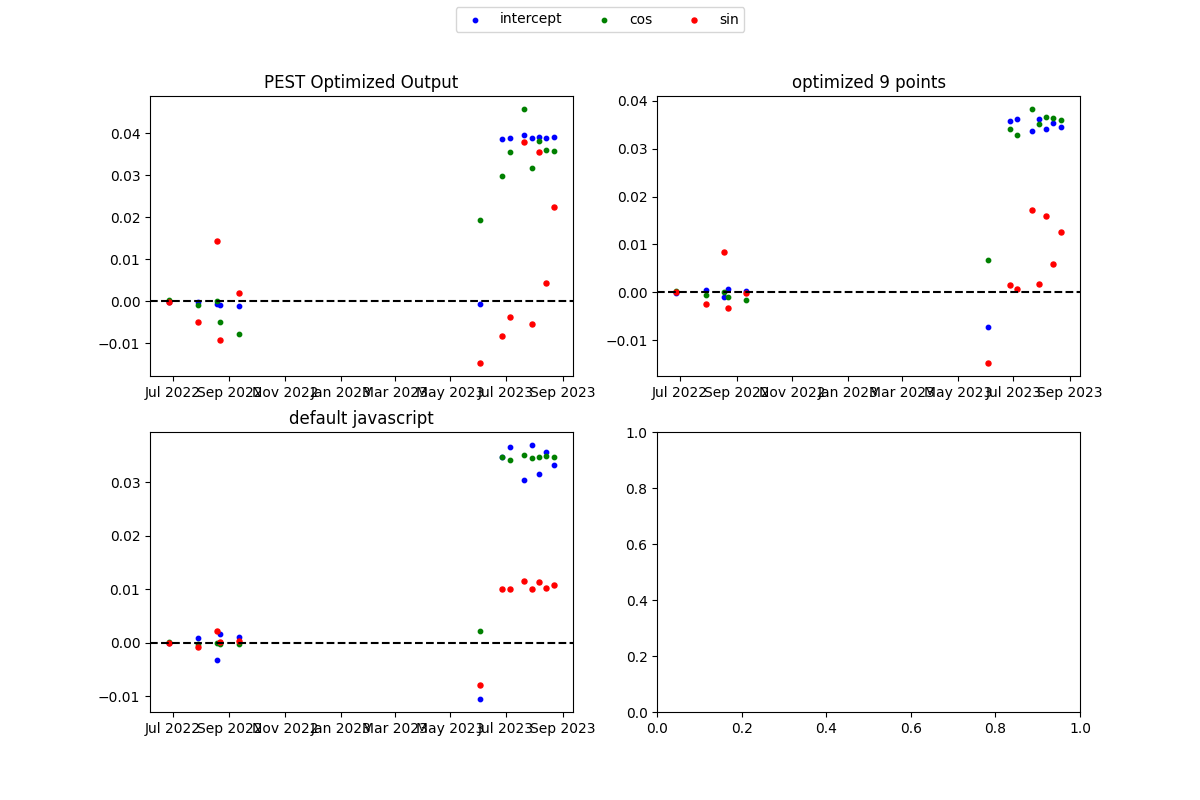 intercept cos sin
PEST Optimized Output
0.04
0.03
0.02
0.01
0.00
−0.01
Jul 2022 Sep 2022 Nov 2022 Jan 2023 Mar 2023 May 2023 Jul 2023 Sep 2023
optimized 9 points
0.04
0.03
0.02
0.01
0.00
−0.01
Jul 2022 Sep 2022 Nov 2022 Jan 2023 Mar 2023 May 2023 Jul 2023 Sep 2023
default javascript
0.03
0.02
0.01
0.00
−0.01
Jul 2022 Sep 2022 Nov 2022 Jan 2023 Mar 2023 May 2023 Jul 2023 Sep 2023
1.0
0.8
0.6
0.4
0.2
0.0
0.0 0.2 0.4 0.6 0.8 1.0